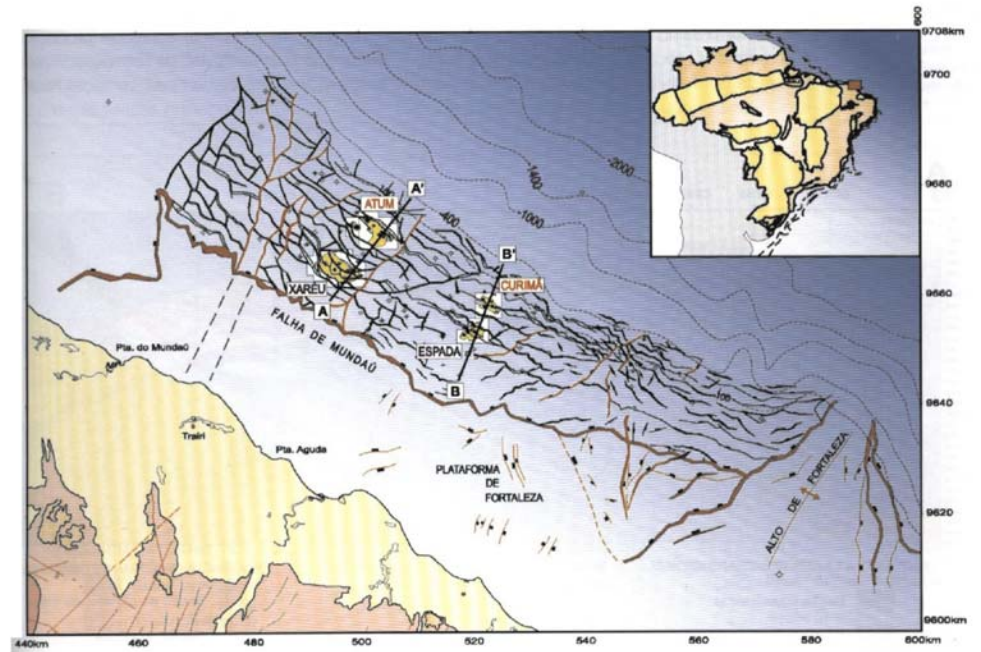 600
9708km
9700
9680
9660
9640
9620
9600km
-2000
-1400
-1000
-400
A'
ATUM
B'
XARÉU
CURIMÃ
A
FALHA DE MUNDAÚ
ESPADA
B
Pta. do Mundaú
Trairi
Pta. Aguda
PLATAFORMA
DE
FORTALEZA
100
ALTO DE FORTALEZA
440km
460
480
500
520
540
560
580
600km